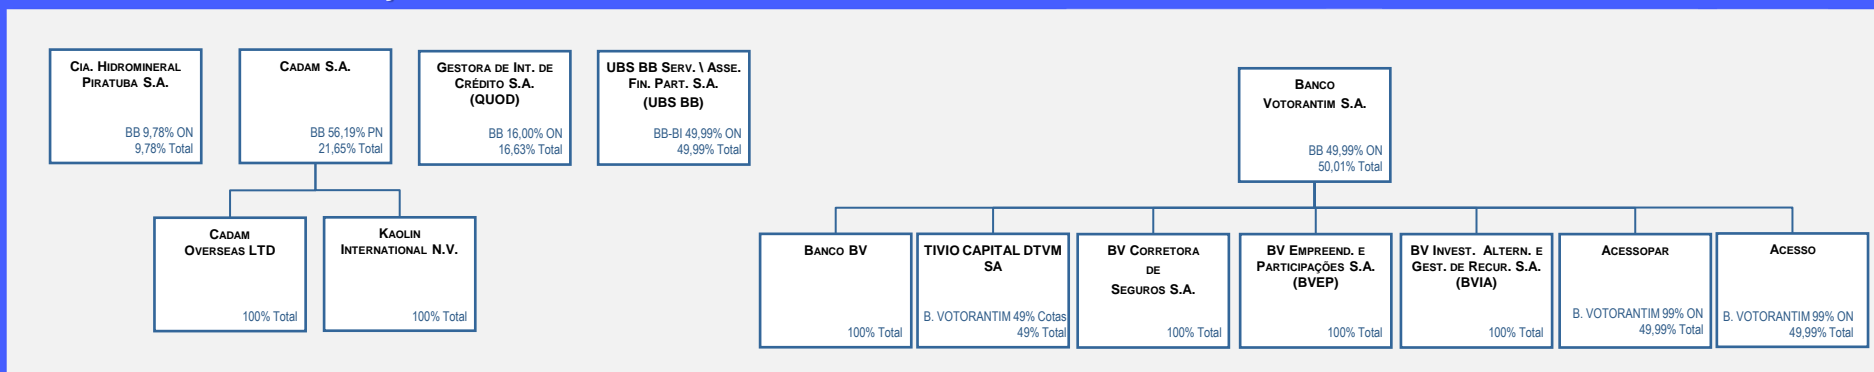 Cia. Hidromineral
Piratuba S.A.
BB 9,78% ON
9,78% Total
Cadam S.A.
BB 56,19% PN
21,65% Total
Gestora de Int. de
Crédito S.A.
(QUOD)
BB 16,00% ON
16,63% Total
UBS BB Serv. \ Asse.
Fin. Part. S.A.
(UBS BB)
BB-BI 49,99% ON
49,99% Total
Banco
Votorantim S.A.
BB 49,99% ON
50,01% Total
Cadam
Overseas LTD
100% Total
Kaolin
International N.V.
100% Total
Banco BV
100% Total
TIVIO CAPITAL DTVM
SA
B. VOTORANTIM 49% Cotas
49% Total
BV Corretora
de
Seguros S.A.
100% Total
BV Empreend. e
Participações S.A.
(BVEP)
100% Total
BV Invest. Altern. e
Gest. de Recur. S.A.
(BVIA)
100% Total
Acessopar
B. VOTORANTIM 99% ON
49,99% Total
Acesso
B. VOTORANTIM 99% ON
49,99% Total